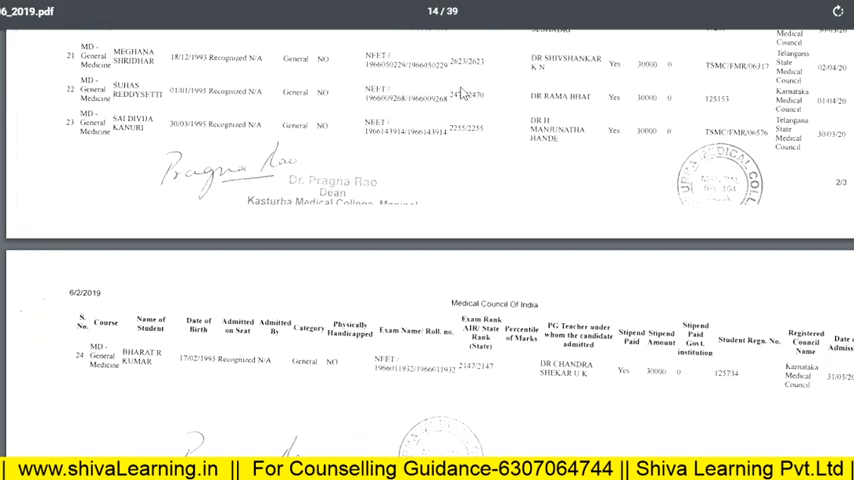 06_2019.pdf
14 / 39
SESHADRI
Medical Council
21 MD - General Medicine MEGHANA SHRIDHAR 18/12/1993 Recognized N/A General NO NEET / 1966050229/1966050229 2623/2623 DR SHIVSHANKAR K N Yes 30000 0 TSMC/FMR/06317 Telangana State Medical Council 02/04/20
22 MD - General Medicine SUHAS REDDYSETTI 01/01/1995 Recognized N/A General NO NEET / 1966009268/1966009268 DR RAMA BHAT Yes 30000 0 125153 Karnataka Medical Council 01/04/20
23 MD - General Medicine SAI DIVIJA KANURI 30/03/1995 Recognized N/A General NO NEET / 1966143914/1966143914 2255/2255 DR H MANJUNATHA HANDE Yes 30000 0 TSMC/FMR/06576 Telangana State Medical Council 30/03/20
Pragna Rao
Dr. Pragna Rao
Dean
Kasturba Medical College, Manipal
2/3
6/2/2019
Medical Council Of India
S. No. Course Name of Student Date of Birth Admitted on Seat Admitted By Category Physically Handicapped Exam Name/ Roll. no. Exam Rank AIR/ State Rank (State) Percentile of Marks PG Teacher under whom the candidate admitted Stipend Paid Stipend Amount Stipend Paid Govt. institution Student Regn. No. Registered Council Name Date Admiss
24 MD - General Medicine BHARAT R KUMAR 17/02/1995 Recognized N/A General NO NEET / 1966011932/1966011932 2147/2147 DR CHANDRA SHEKAR U K Yes 30000 0 125734 Karnataka Medical Council 31/03/20
|| www.shivaLearning.in || For Counselling Guidance-6307064744 || Shiva Learning Pvt.Ltd |